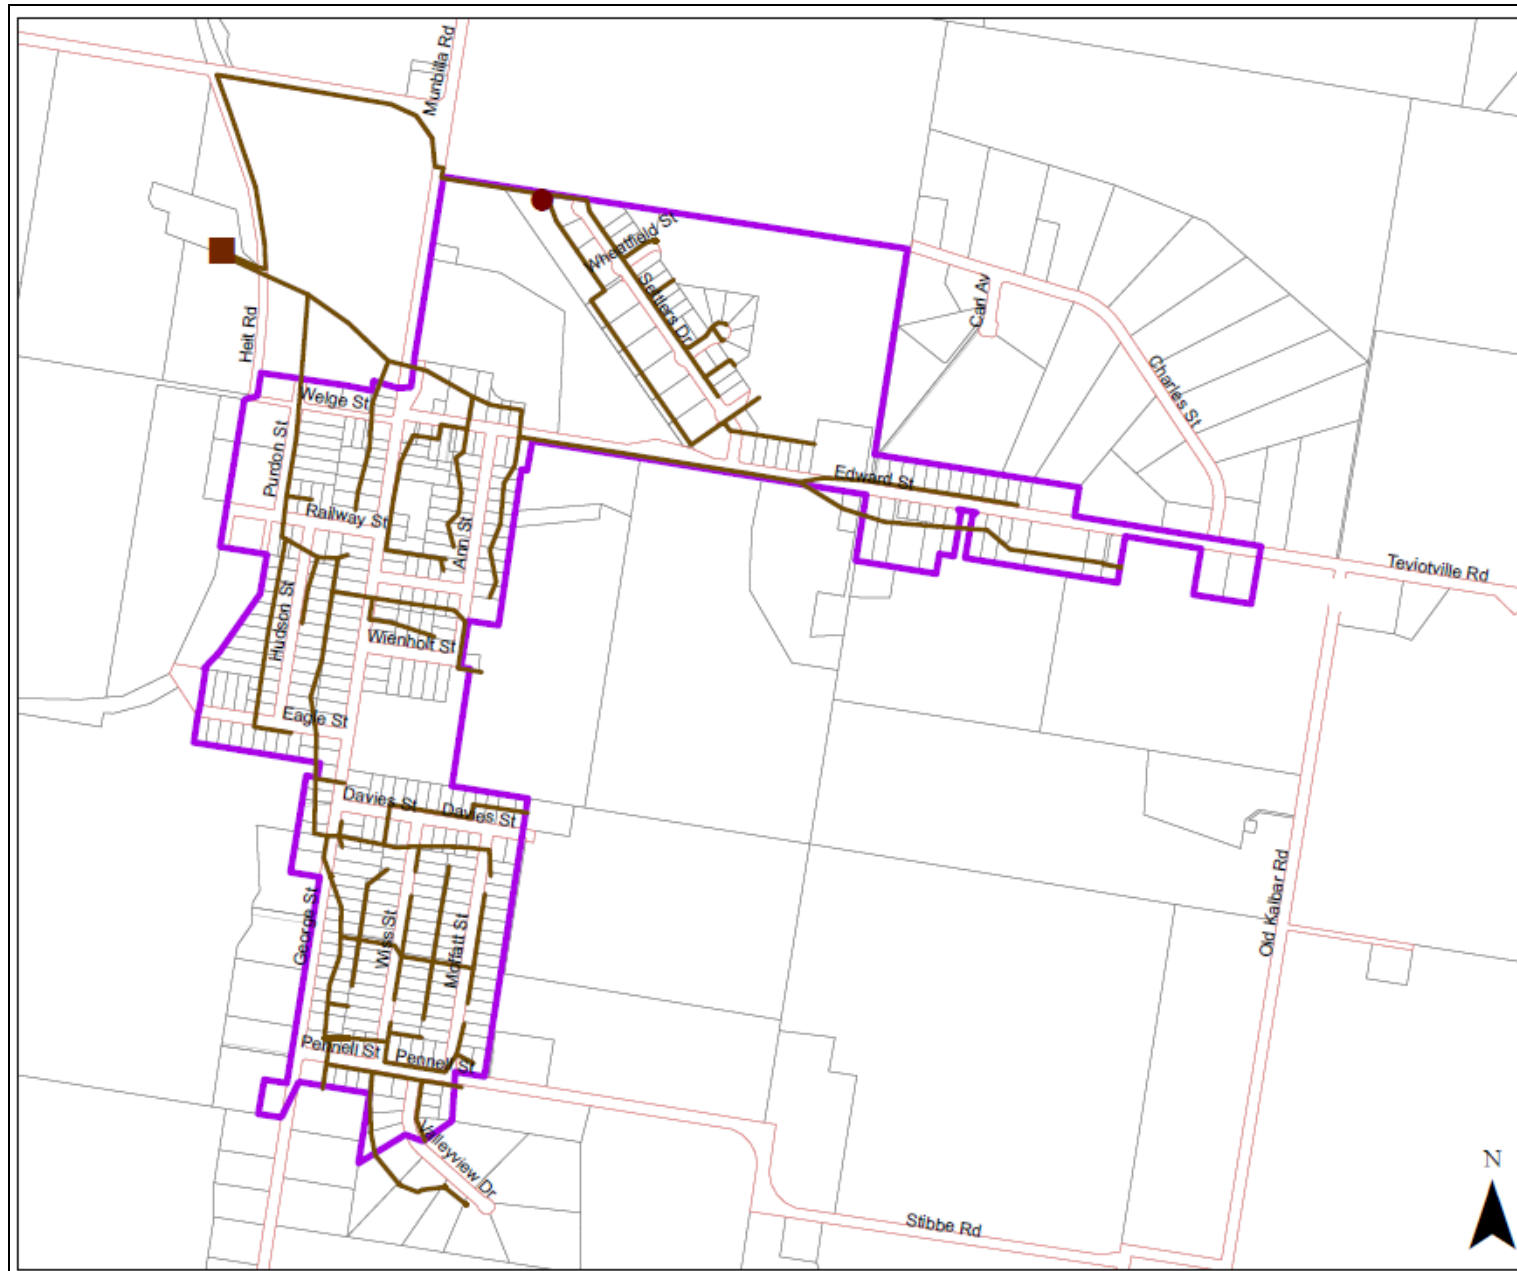 Munbilla Rd
Wheatfield St
Settlers Dr
Carl Av
Heit Rd
Charles St
Welge St
Purdon St
Edward St
Railway St
Ann St
Teviotville Rd
Hudson St
Wienholt St
Eagle St
Davies St
Davies St
George St
Wiss St
Moffatt St
Old Kalbar Rd
Pennell St
Pennell St
Valleyview Dr
N
Stibbe Rd